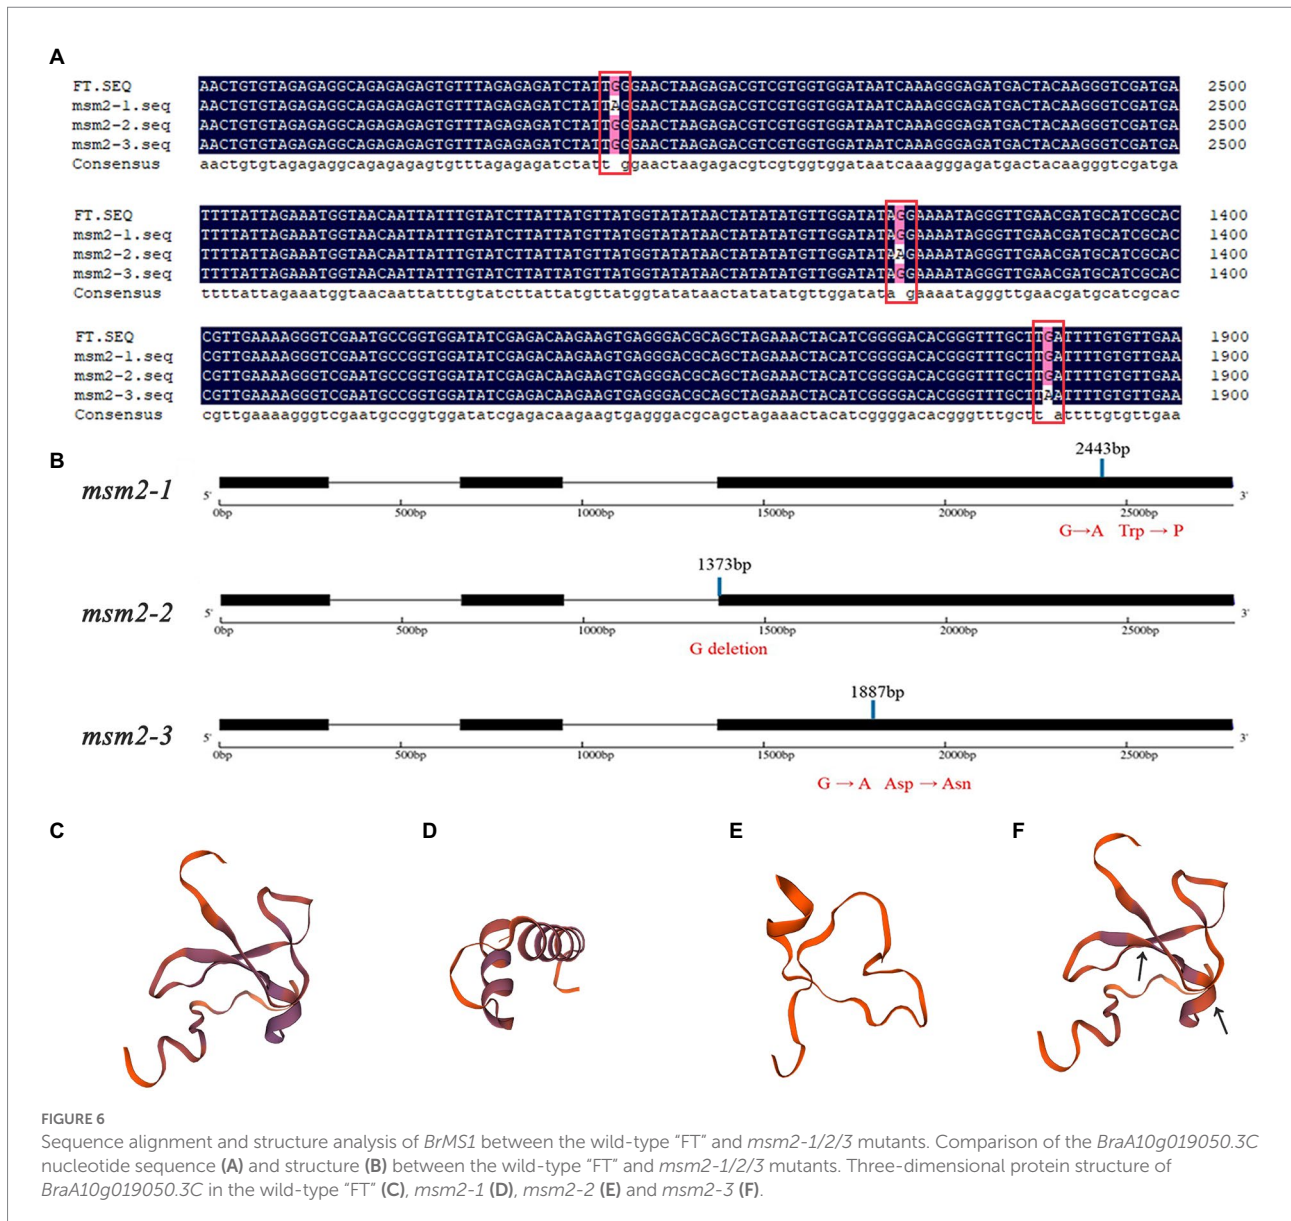 A
FT.SEQ AACTGTGTAGAGAGGCAGAGAGAGTGTTTAGAGAGATCTATTGGGAACTAAGAGACGTCGTGGTGGATAATCAAAGGGAGATGACTACAAGGGTCGATGA 2500
msm2-1.seq AACTGTGTAGAGAGGCAGAGAGAGTGTTTAGAGAGATCTATTAGGAACTAAGAGACGTCGTGGTGGATAATCAAAGGGAGATGACTACAAGGGTCGATGA 2500
msm2-2.seq AACTGTGTAGAGAGGCAGAGAGAGTGTTTAGAGAGATCTATTGGGAACTAAGAGACGTCGTGGTGGATAATCAAAGGGAGATGACTACAAGGGTCGATGA 2500
msm2-3.seq AACTGTGTAGAGAGGCAGAGAGAGTGTTTAGAGAGATCTATTGGGAACTAAGAGACGTCGTGGTGGATAATCAAAGGGAGATGACTACAAGGGTCGATGA 2500
Consensus aactgtgtagagaggcagagagagtgtttagagagatctatt ggaactaagagacgtcgtggtggataatcaaagggagatgactacaagggtcgatga
FT.SEQ TTTTATTAGAAATGGTAACAATTATTTGTATCTTATTATGTTATGGTATATAACTATATATGTTGGATATAGGAAAATAGGGTTGAACGATGCATCGCAC 1400
msm2-1.seq TTTTATTAGAAATGGTAACAATTATTTGTATCTTATTATGTTATGGTATATAACTATATATGTTGGATATAGGAAAATAGGGTTGAACGATGCATCGCAC 1400
msm2-2.seq TTTTATTAGAAATGGTAACAATTATTTGTATCTTATTATGTTATGGTATATAACTATATATGTTGGATATAAGAAAATAGGGTTGAACGATGCATCGCAC 1400
msm2-3.seq TTTTATTAGAAATGGTAACAATTATTTGTATCTTATTATGTTATGGTATATAACTATATATGTTGGATATAGGAAAATAGGGTTGAACGATGCATCGCAC 1400
Consensus ttttattagaaatggtaacaattatttgtatcttattatgttatggtatataactatatatgttggatata gaaaatagggttgaacgatgcatcgcac
FT.SEQ CGTTGAAAAGGGTCGAATGCCGGTGGATATCGAGACAAGAAGTGAGGGACGCAGCTAGAAACTACATCGGGGACACGGGTTTGCTTGATTTTGTGTTGAA 1900
msm2-1.seq CGTTGAAAAGGGTCGAATGCCGGTGGATATCGAGACAAGAAGTGAGGGACGCAGCTAGAAACTACATCGGGGACACGGGTTTGCTTGATTTTGTGTTGAA 1900
msm2-2.seq CGTTGAAAAGGGTCGAATGCCGGTGGATATCGAGACAAGAAGTGAGGGACGCAGCTAGAAACTACATCGGGGACACGGGTTTGCTTGATTTTGTGTTGAA 1900
msm2-3.seq CGTTGAAAAGGGTCGAATGCCGGTGGATATCGAGACAAGAAGTGAGGGACGCAGCTAGAAACTACATCGGGGACACGGGTTTGCTTAATTTTGTGTTGAA 1900
Consensus cgttgaaaagggtcgaatgccggtggatatcgagacaagaagtgagggacgcagctagaaactacatcggggacacgggtttgctt attttgtgttgaa
B
2443bp
msm2-1 5' 3'
0bp 500bp 1000bp 1500bp 2000bp 2500bp
G→A Trp → P
1373bp
msm2-2 5' 3'
0bp 500bp 1000bp 1500bp 2000bp 2500bp
G deletion
1887bp
msm2-3 5' 3'
0bp 500bp 1000bp 1500bp 2000bp 2500bp
G → A Asp → Asn
C D E F
FIGURE 6
Sequence alignment and structure analysis of BrMS1 between the wild-type “FT” and msm2-1/2/3 mutants. Comparison of the BraA10g019050.3C
nucleotide sequence (A) and structure (B) between the wild-type “FT” and msm2-1/2/3 mutants. Three-dimensional protein structure of
BraA10g019050.3C in the wild-type “FT” (C), msm2-1 (D), msm2-2 (E) and msm2-3 (F).